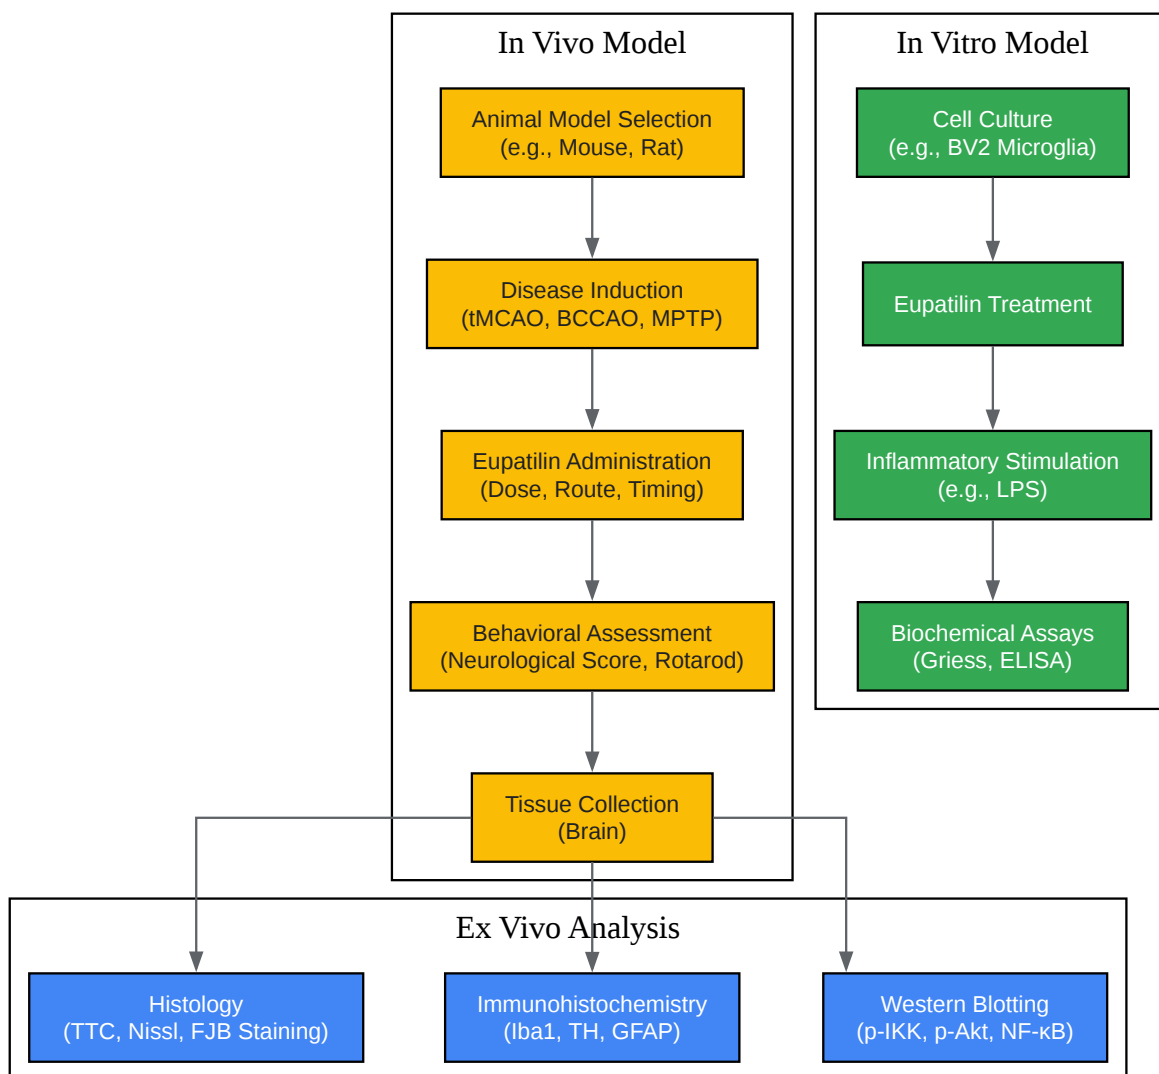 In Vivo Model
Animal Model Selection
(e.g., Mouse, Rat)
Disease Induction
(tMCAO, BCCAO, MPTP)
Eupatilin Administration
(Dose, Route, Timing)
Behavioral Assessment
(Neurological Score, Rotarod)
Tissue Collection
(Brain)
In Vitro Model
Cell Culture
(e.g., BV2 Microglia)
Eupatilin Treatment
Inflammatory Stimulation
(e.g., LPS)
Biochemical Assays
(Griess, ELISA)
Ex Vivo Analysis
Histology
(TTC, Nissl, FJB Staining)
Immunohistochemistry
(Iba1, TH, GFAP)
Western Blotting
(p-IKK, p-Akt, NF-κB)